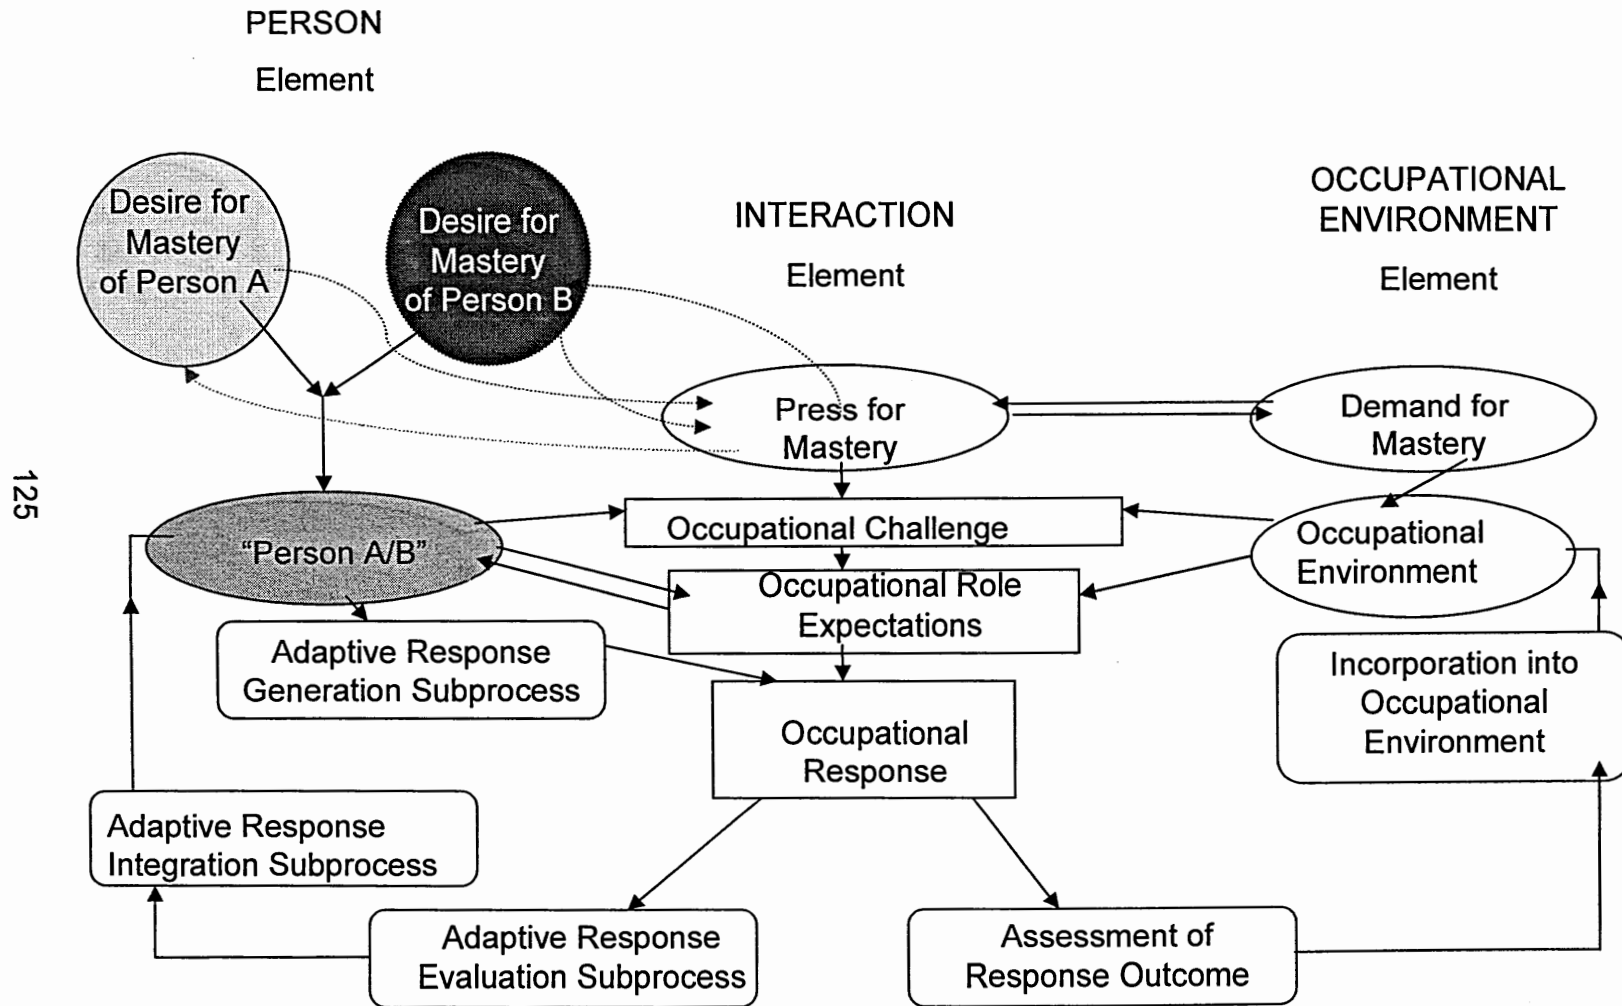 PERSON
Element
Desire for
Mastery
of Person A
Desire for
Mastery
of Person B
INTERACTION
Element
OCCUPATIONAL
ENVIRONMENT
Element
Press for
Mastery
Demand for
Mastery
125
"Person A/B"
Occupational Challenge
Occupational
Environment
Occupational Role
Expectations
Adaptive Response
Generation Subprocess
Incorporation into
Occupational
Environment
Occupational
Response
Adaptive Response
Integration Subprocess
Adaptive Response
Evaluation Subprocess
Assessment of
Response Outcome